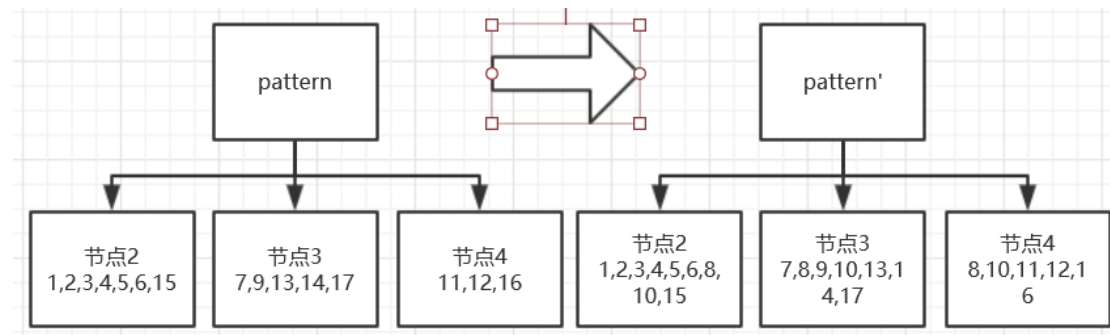 pattern
pattern'
节点2
1,2,3,4,5,6,15
节点3
7,9,13,14,17
节点4
11,12,16
节点2
1,2,3,4,5,6,8,
10,15
节点3
7,8,9,10,13,1
4,17
节点4
8,10,11,12,1
6